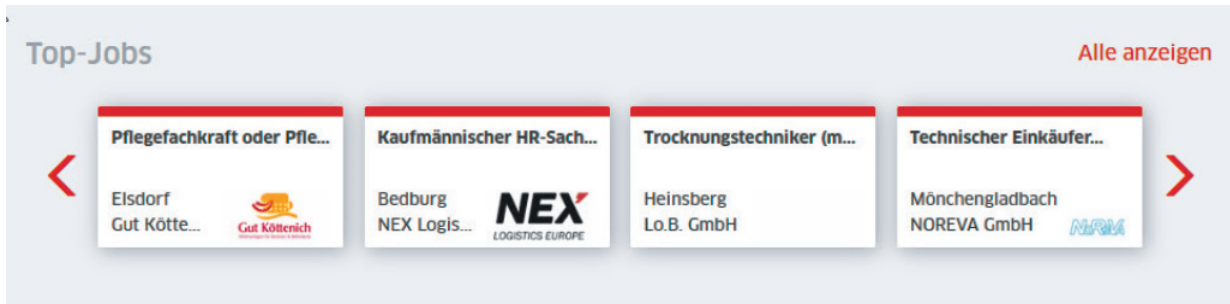 Top-Jobs
Alle anzeigen
Pflegefachkraft oder Pfle...
Elsdorf
Gut Kötte...
Gut Köttenich
Kaufmännischer HR-Sach...
Bedburg
NEX Logis...
NEX
LOGISTICS EUROPE
Trocknungstechniker (m...
Heinsberg
Lo.B. GmbH
Technischer Einkäufer...
Mönchengladbach
NOREVA GmbH